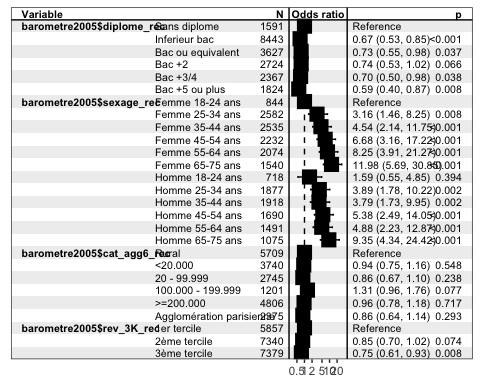 Variable N Odds ratio p
barometre2005$diplome_rec Sans diplome 1591 Reference
Inferieur bac 8443 0.67 (0.53, 0.85) <0.001
Bac ou equivalent 3627 0.73 (0.55, 0.98) 0.037
Bac +2 2724 0.74 (0.53, 1.02) 0.066
Bac +3/4 2367 0.70 (0.50, 0.98) 0.038
Bac +5 ou plus 1824 0.59 (0.40, 0.87) 0.008
barometre2005$sexage_rec Femme 18-24 ans 844 Reference
Femme 25-34 ans 2582 3.16 (1.46, 8.25) 0.008
Femme 35-44 ans 2535 4.54 (2.14, 11.75) <0.001
Femme 45-54 ans 2232 6.68 (3.16, 17.22) <0.001
Femme 55-64 ans 2074 8.25 (3.91, 21.27) <0.001
Femme 65-75 ans 1540 11.98 (5.69, 30.85) <0.001
Homme 18-24 ans 718 1.59 (0.55, 4.85) 0.394
Homme 25-34 ans 1877 3.89 (1.78, 10.22) 0.002
Homme 35-44 ans 1918 3.79 (1.73, 9.95) 0.002
Homme 45-54 ans 1690 5.38 (2.49, 14.05) <0.001
Homme 55-64 ans 1491 4.88 (2.23, 12.87) <0.001
Homme 65-75 ans 1075 9.35 (4.34, 24.42) <0.001
barometre2005$cat_agg6_rec Rural 5709 Reference
<20.000 3740 0.94 (0.75, 1.16) 0.548
20 - 99.999 2745 0.86 (0.67, 1.10) 0.238
100.000 - 199.999 1201 1.31 (0.96, 1.76) 0.077
>=200.000 4806 0.96 (0.78, 1.18) 0.717
Agglomération parisienne 2375 0.86 (0.64, 1.14) 0.293
barometre2005$rev_3K_rec 1er tercile 5857 Reference
2ème tercile 7340 0.85 (0.70, 1.02) 0.074
3ème tercile 7379 0.75 (0.61, 0.93) 0.008
0.5 1 2 5 10 20